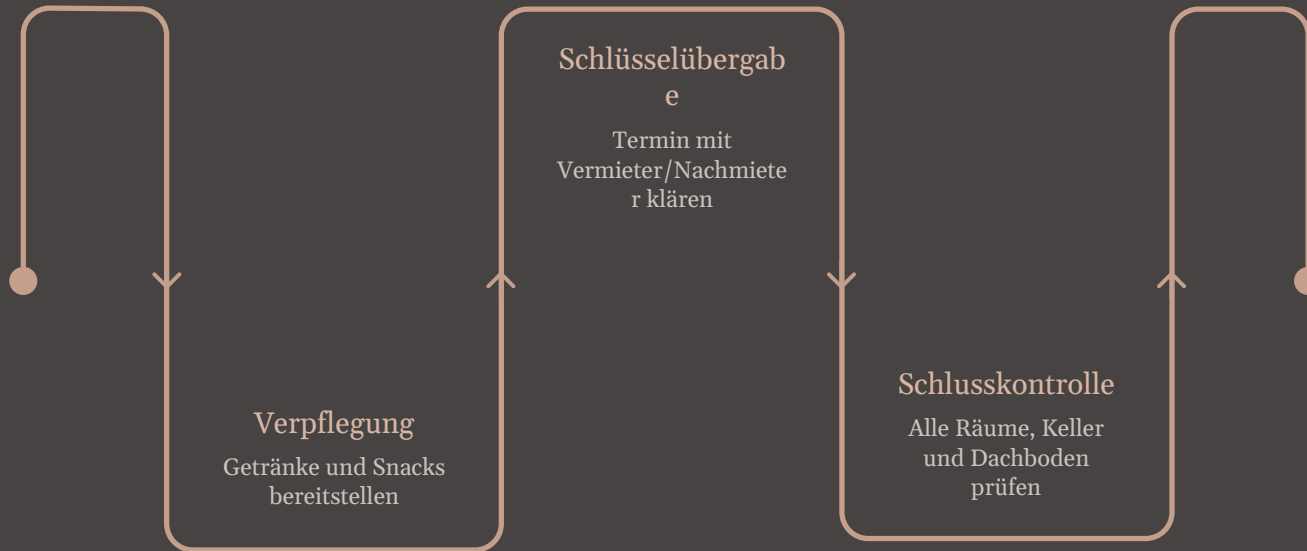 Verpflegung
Getränke und Snacks
bereitstellen
Schlüsselübergab
e
Termin mit
Vermieter/Nachmiete
r klären
Schlusskontrolle
Alle Räume, Keller
und Dachboden
prüfen